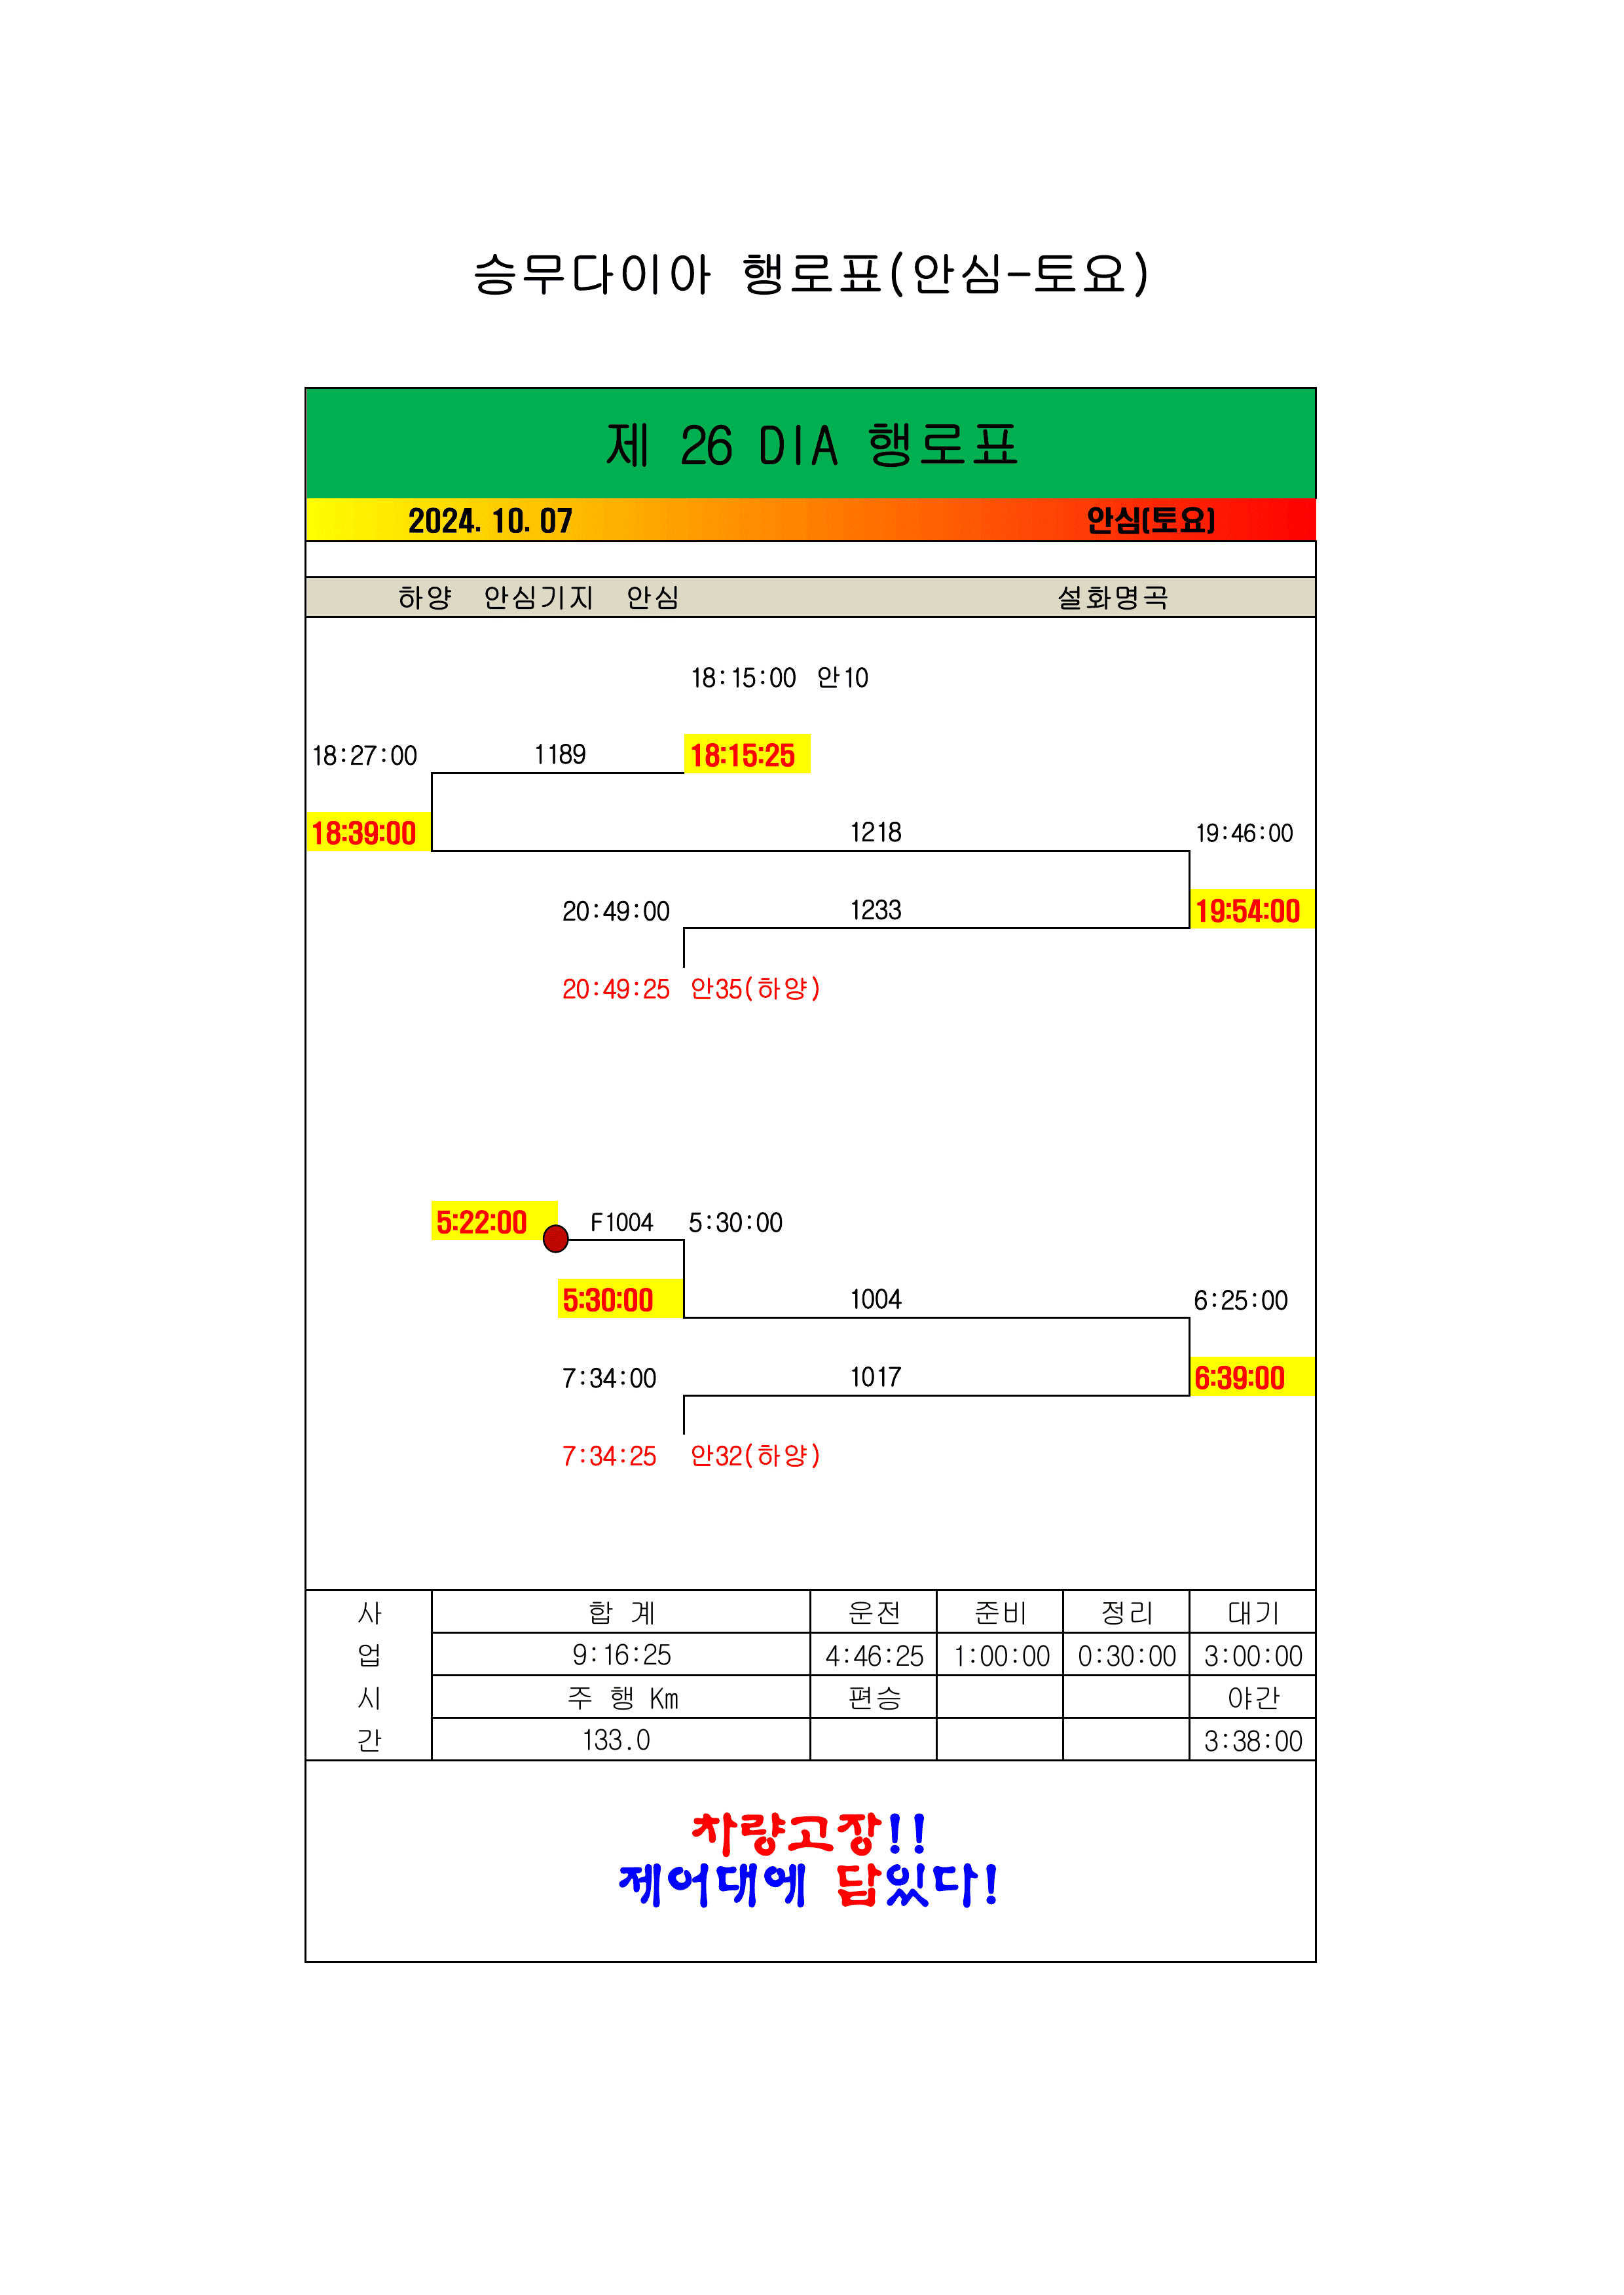 승무다이아 행로표(안심-토요)
제 26 DIA 행로표
2024. 10. 07 안심(토요)
하양 안심기지 안심 설화명곡
18:15:00 안10
18:27:00 1189 18:15:25
18:39:00 1218 19:46:00
20:49:00 1233 19:54:00
20:49:25 안35(하양)
5:22:00 F1004 5:30:00
5:30:00 1004 6:25:00
7:34:00 1017 6:39:00
7:34:25 안32(하양)
사 합 계 운전 준비 정리 대기
업 9:16:25 4:46:25 1:00:00 0:30:00 3:00:00
시 주 행 Km 편승 야간
간 133.0 3:38:00
차량고장!!
제어대에 답있다!